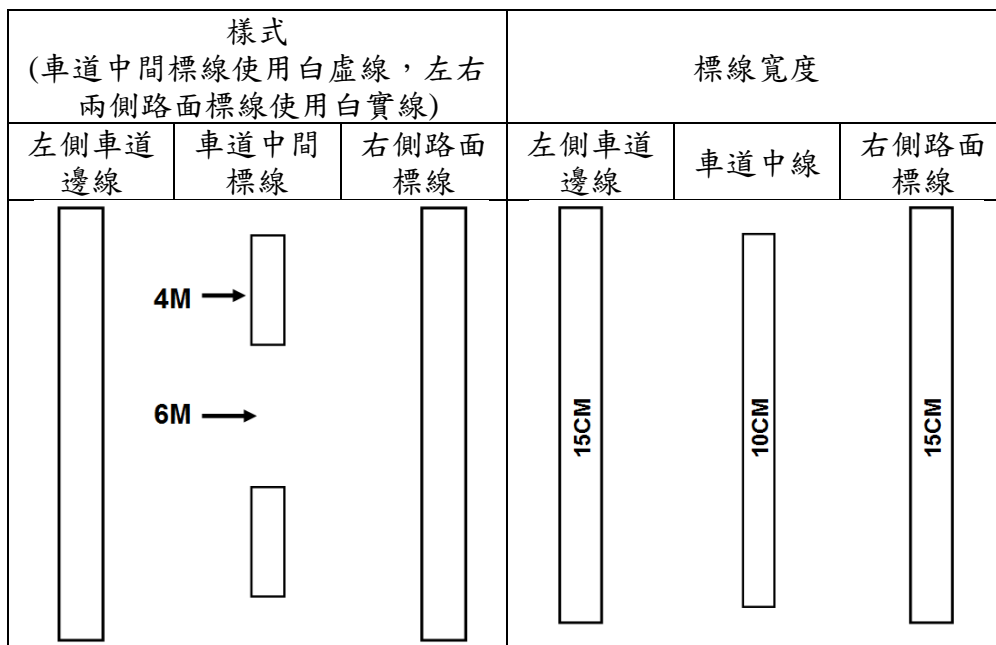 樣式
(車道中間標線使用白虛線，左右
兩側路面標線使用白實線)
標線寬度
左側車道
邊線
車道中間
標線
右側路面
標線
左側車道
邊線
車道中線
右側路面
標線
4M
6M
15CM
10CM
15CM